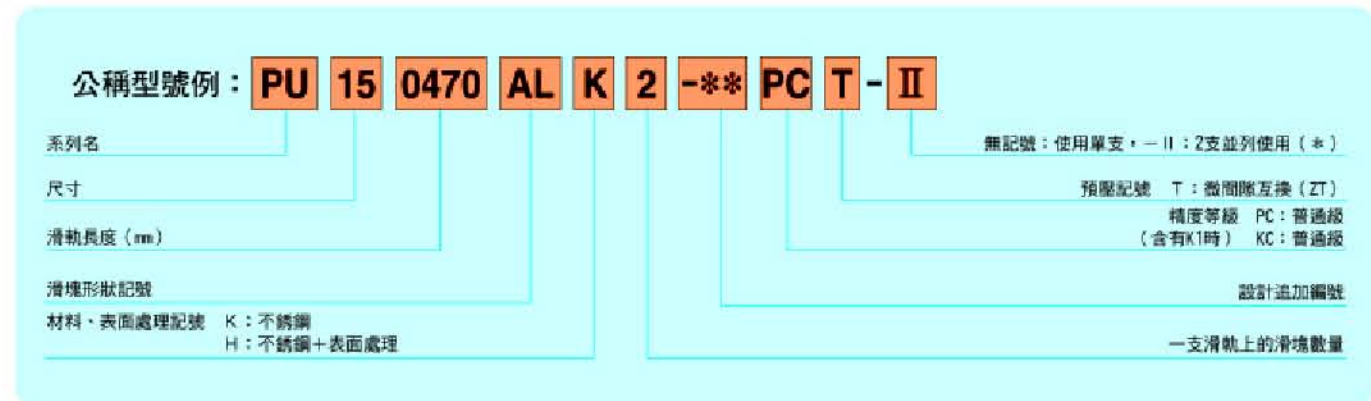 公稱型號例：PU 15 0470 AL K 2 -** PC T - II
系列名
尺寸
滑軌長度（mm）
滑塊形狀記號
材料、表面處理記號 K：不銹鋼
H：不銹鋼＋表面處理
無記號：使用單支，－II：2支並列使用（＊）
預壓記號 T：微間隙互換（ZT）
精度等級 PC：普通級
（含有K1時） KC：普通級
設計追加編號
一支滑軌上的滑塊數量